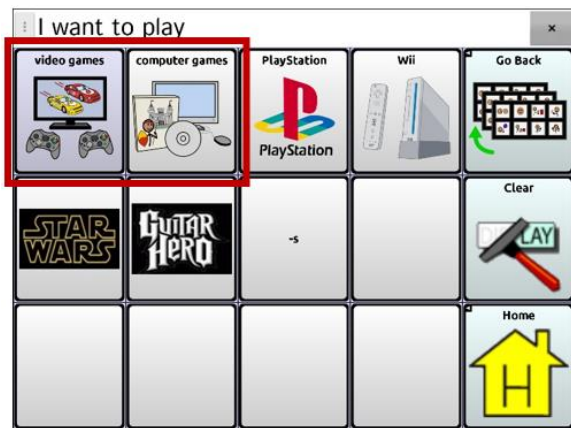 I want to play
×
video games
computer games
PlayStation
Wii
Go Back
PlayStation
STAR
WARS
GUITAR
HERO
-s
Clear
DISPLAY
Home
H